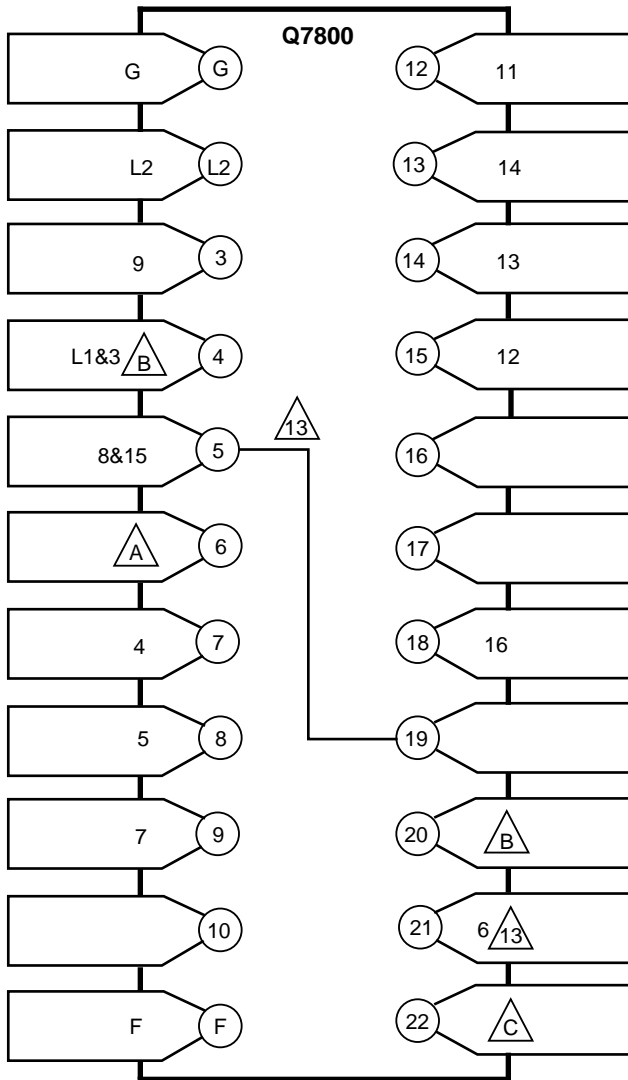 Q7800
G G 12 11
L2 L2 13 14
9 3 14 13
L1&3 B 4 15 12
13
8&15 5 16
A 6 17
4 7 18 16
5 8 19
7 9 20 B
10 21 6 13
F F 22 C